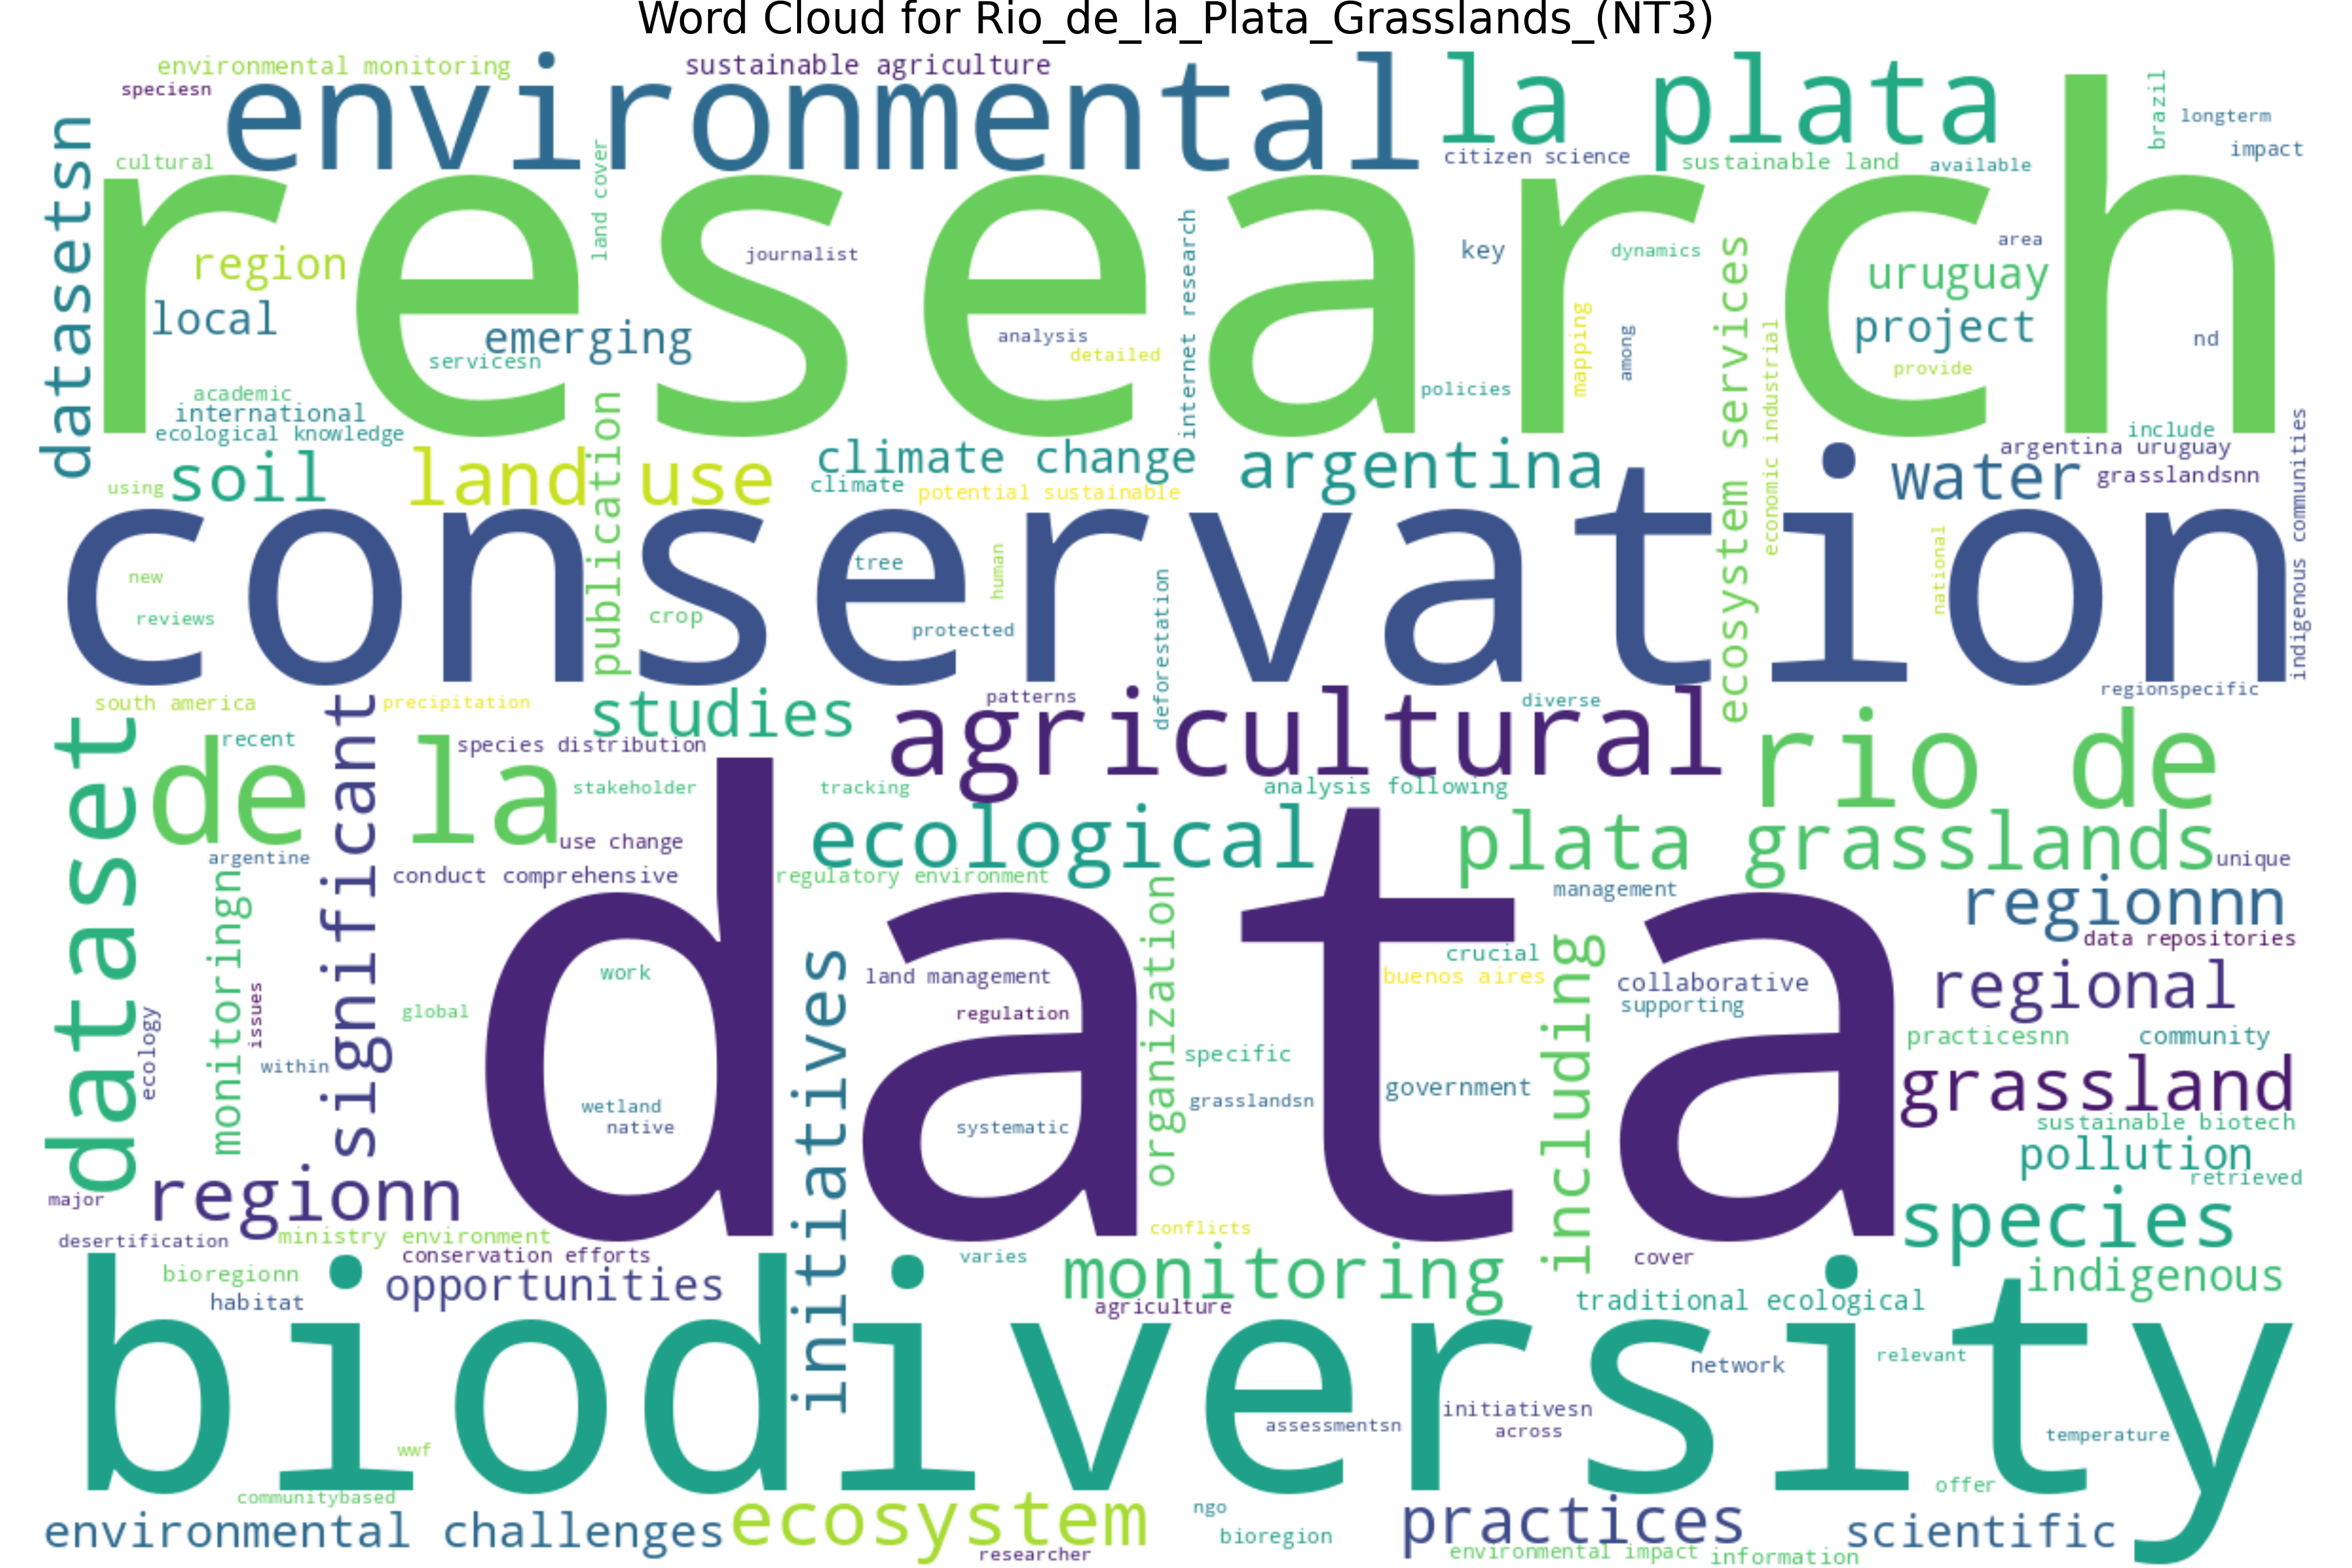 Word Cloud for Rio_de_la_Plata_Grasslands_(NT3)
environmental monitoring
sustainable agriculture
speciesn
environmental
la plata
brazil
longterm
impact
datasetsn
cultural
land cover
citizen science
sustainable land
available
research
region
journalist
internet research
key
dynamics
area
uruguay
local
emerging
servicesn
analysis
detailed
mapping
among
project
nd
provide
policies
economic industrial
ecosystem services
academic
international
ecological knowledge
include
soil
land use
publication
climate change
climate
potential sustainable
argentina
argentina uruguay
water
grasslandsnn
indigenous communities
using
conservation
new
reviews
crop
tree
human
protected
deforestation
national
regionspecific
south america
significant
precipitation
studies
patterns
agricultural
diverse
rio de
dataset
recent
de la
species distribution
stakeholder
tracking
analysis following
use change
ecological
plata grasslands
unique
argentine
conduct comprehensive
regulatory environment
management
regionnn
data repositories
data
monitoringn
issues
ecology
within
global
work
wetland
native
initiatives
land management
regulation
systematic
organization
specific
grasslandsn
crucial
buenos aires
government
including
collaborative
supporting
regional
practicesnn
community
grassland
sustainable biotech
pollution
retrieved
major
regionn
species
desertification
ministry environment
conservation efforts
conflicts
varies
monitoring
cover
bioregionn
opportunities
indigenous
habitat
agriculture
traditional ecological
biodiversity
network
relevant
initiativesn
assessmentsn
across
temperature
wwf
offer
communitybased
environmental challenges
ecosystem
ngo
bioregion
practices
scientific
researcher
environmental impact
information